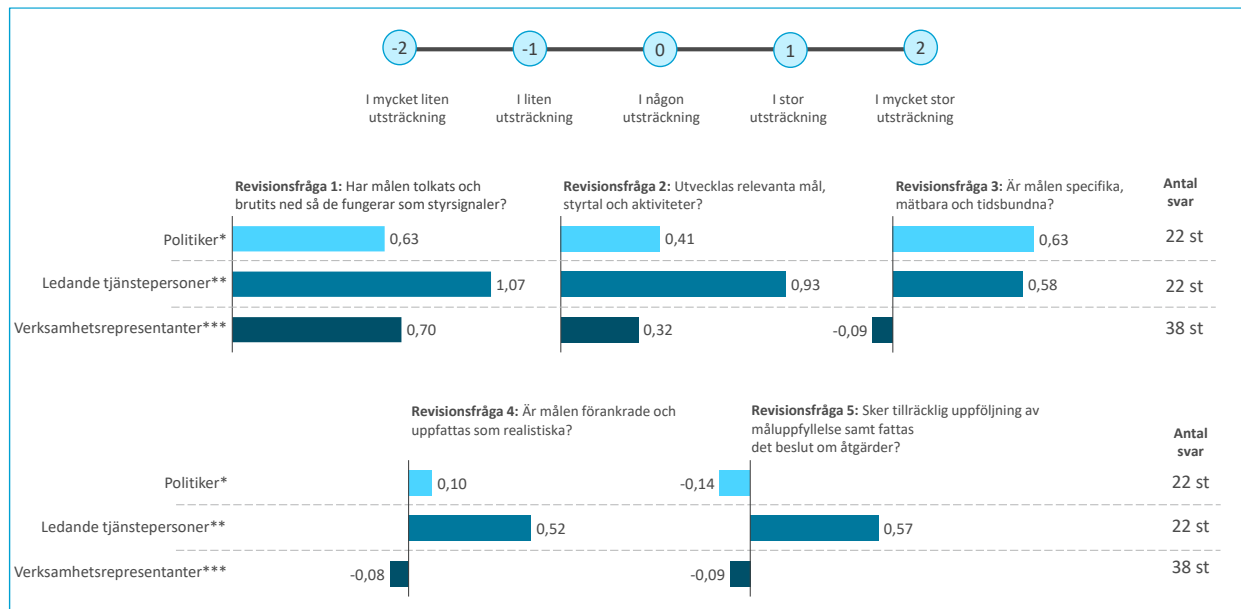 -2 -1 0 1 2
I mycket liten I liten I någon I stor I mycket stor
utsträckning utsträckning utsträckning utsträckning utsträckning
Revisionsfråga 1: Har målen tolkats och
brutits ned så de fungerar som styrsignaler?
Revisionsfråga 2: Utvecklas relevanta mål,
styrtal och aktiviteter?
Revisionsfråga 3: Är målen specifika,
mätbara och tidsbundna?
Antal
svar
Politiker* 0,63 0,41 0,63 22 st
Ledande tjänstepersoner** 1,07 0,93 0,58 22 st
Verksamhetsrepresentanter*** 0,70 0,32 -0,09 38 st
Revisionsfråga 4: Är målen förankrade och
uppfattas som realistiska?
Revisionsfråga 5: Sker tillräcklig uppföljning av
måluppfyllelse samt fattas
det beslut om åtgärder?
Antal
svar
Politiker* 0,10 -0,14 22 st
Ledande tjänstepersoner** 0,52 0,57 22 st
Verksamhetsrepresentanter*** -0,08 -0,09 38 st